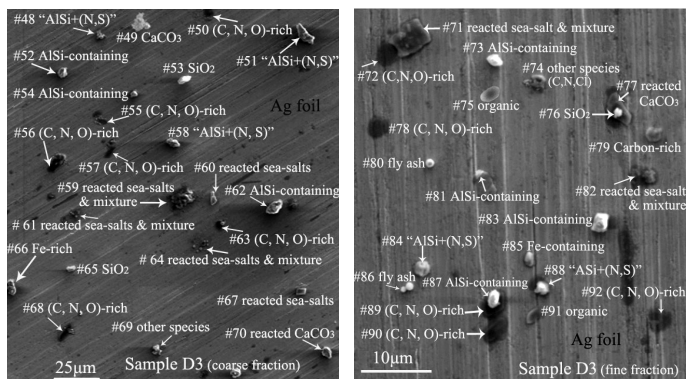 #48 “AlSi+(N,S)”
#49 CaCO₃
#50 (C, N, O)-rich
#51 “AlSi+(N,S)”
#52 AlSi-containing
#53 SiO₂
#54 AlSi-containing
Ag foil
#55 (C, N, O)-rich
#56 (C, N, O)-rich
#58 “AlSi+(N, S)”
#57 (C, N, O)-rich
#60 reacted sea-salts
#59 reacted sea-salts
& mixture
#62 AlSi-containing
# 61 reacted sea-salts & mixture
#63 (C, N, O)-rich
# 64 reacted sea-salts & mixture
#66 Fe-rich
#65 SiO₂
#67 reacted sea-salts
#68 (C, N, O)-rich
#69 other species
#70 reacted CaCO₃
25μm
Sample D3 (coarse fraction)
#71 reacted sea-salt & mixture
#73 AlSi-containing
#72 (C,N,O)-rich
#74 other species
(C,N,Cl)
#77 reacted
CaCO₃
#75 organic
#76 SiO₂
#78 (C, N, O)-rich
#79 Carbon-rich
#80 fly ash
#81 AlSi-containing
#82 reacted sea-salt
& mixture
#83 AlSi-containing
#84 “AlSi+(N,S)”
#85 Fe-containing
#86 fly ash
#87 AlSi-containing
#88 “ASi+(N,S)”
#89 (C, N, O)-rich
#92 (C, N, O)-rich
#91 organic
#90 (C, N, O)-rich
Ag foil
10μm
Sample D3 (fine fraction)